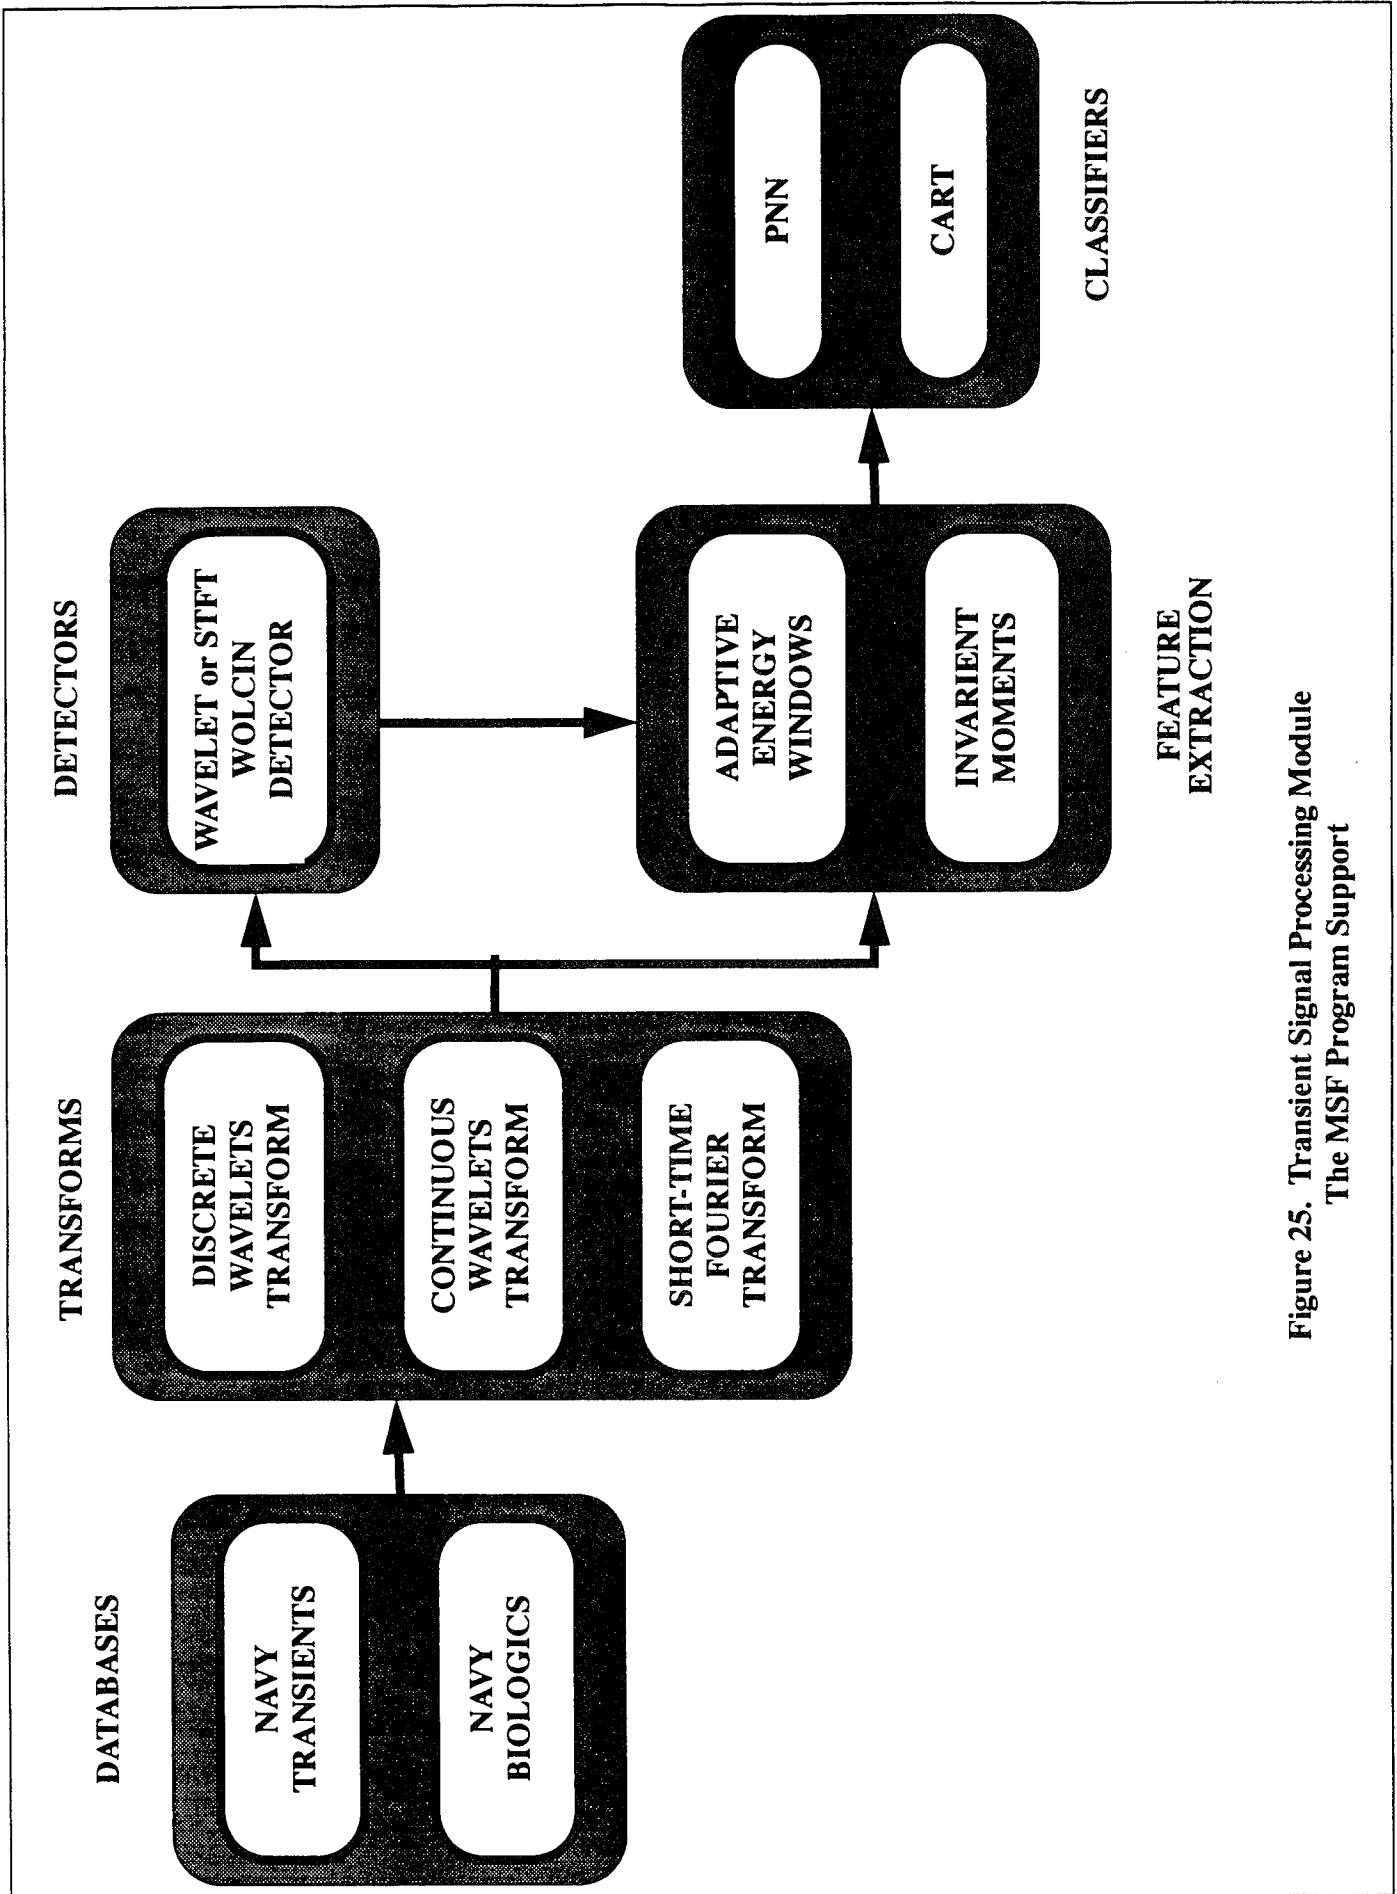 DATABASES
NAVY
TRANSIENTS
NAVY
BIOLOGICS
TRANSFORMS
DISCRETE
WAVELETS
TRANSFORM
CONTINUOUS
WAVELETS
TRANSFORM
SHORT-TIME
FOURIER
TRANSFORM
DETECTORS
WAVELET or STFT
WOLCIN
DETECTOR
ADAPTIVE
ENERGY
WINDOWS
INVARIENT
MOMENTS
FEATURE
EXTRACTION
PNN
CART
CLASSIFIERS
Figure 25. Transient Signal Processing Module
The MSF Program Support